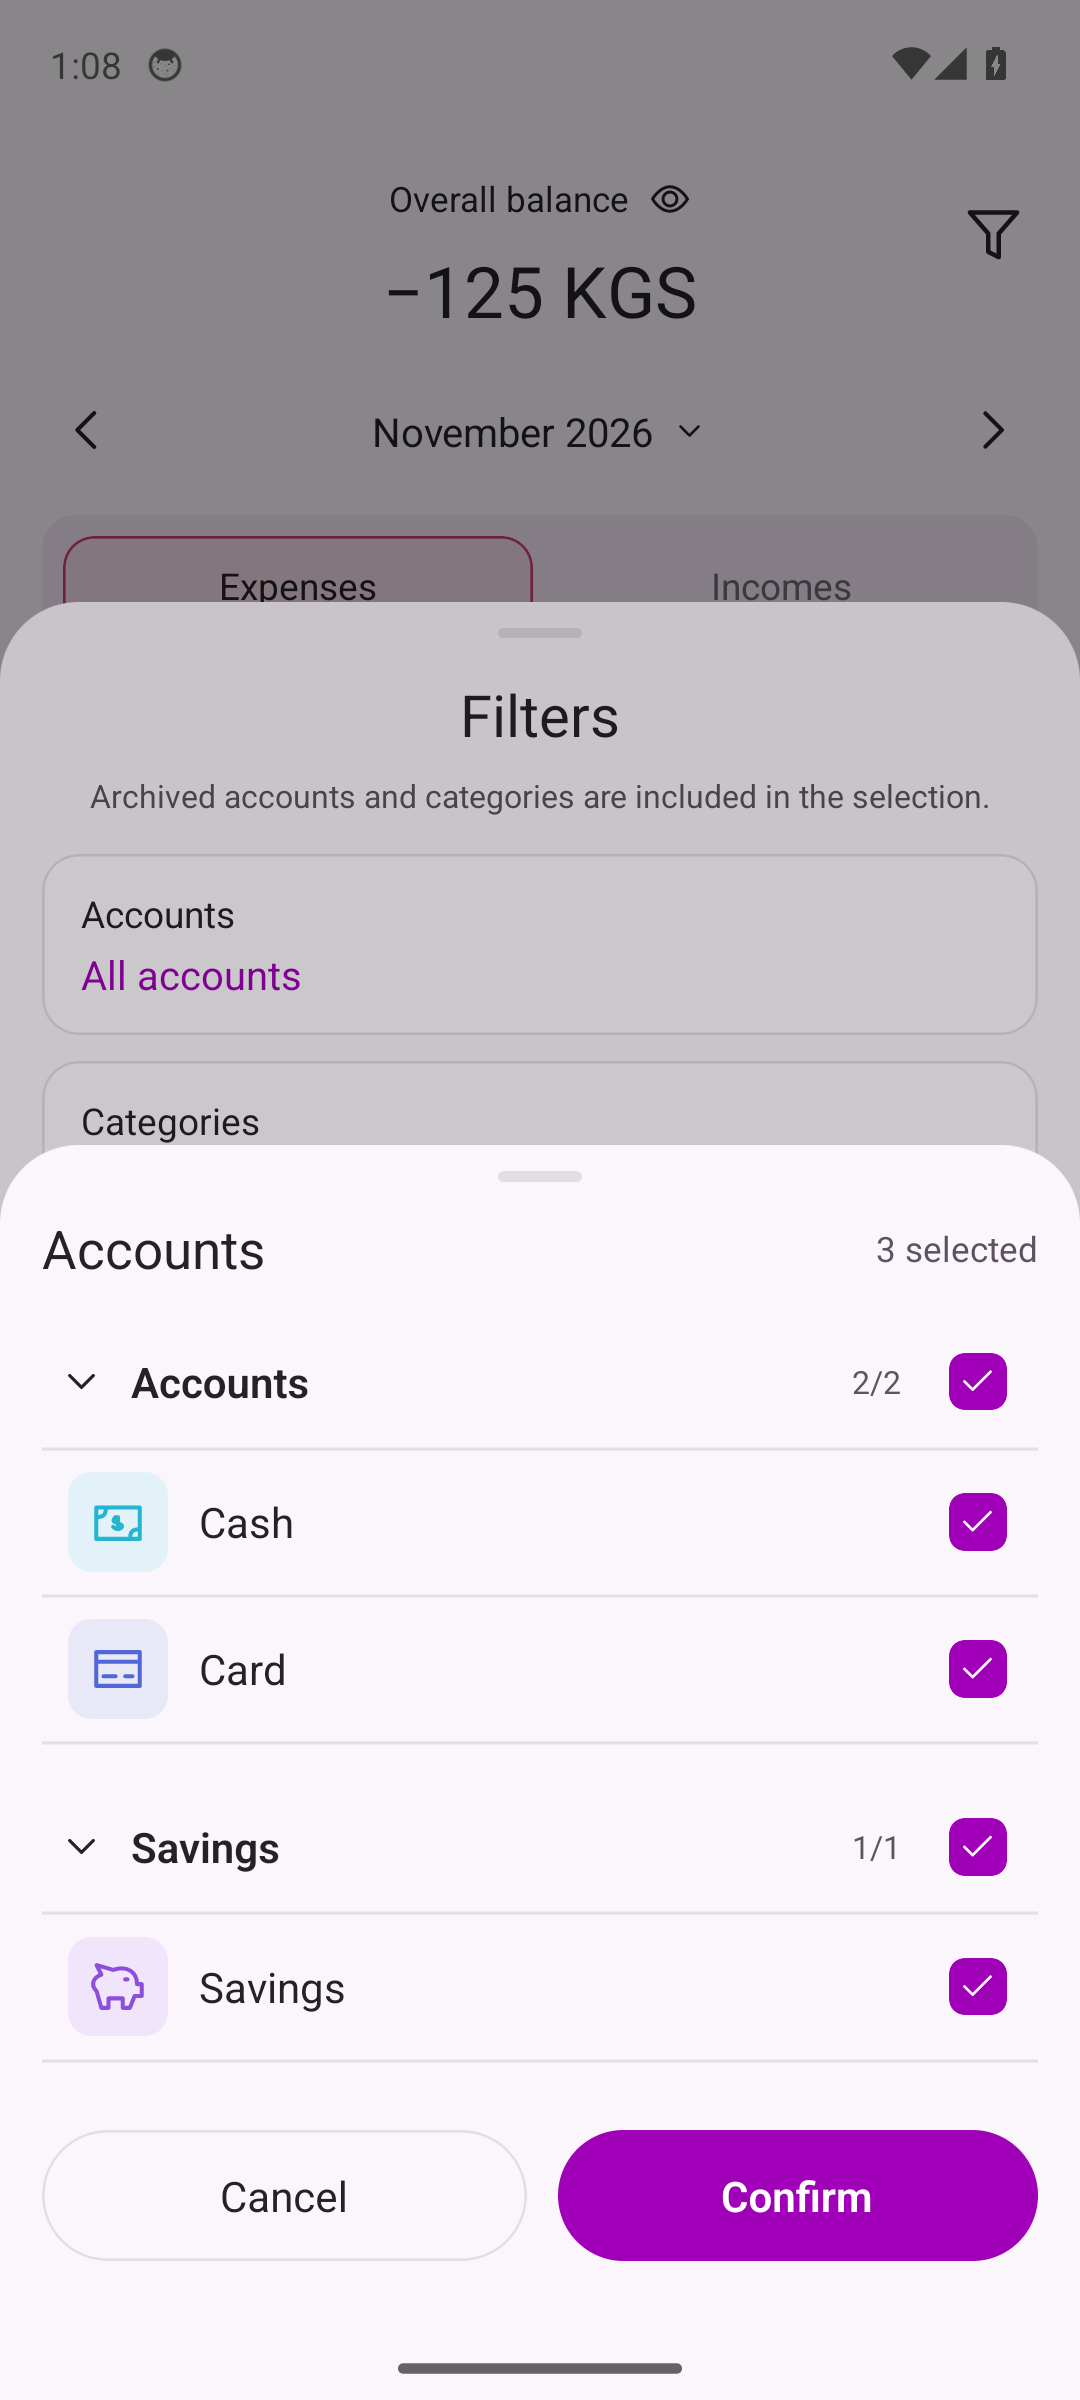 1:08
Overall balance
−125 KGS
November 2026
Expenses
Incomes
Filters
Archived accounts and categories are included in the selection.
Accounts
All accounts
Categories
Accounts
3 selected
Accounts
2/2
Cash
Card
Savings
1/1
Savings
Cancel
Confirm